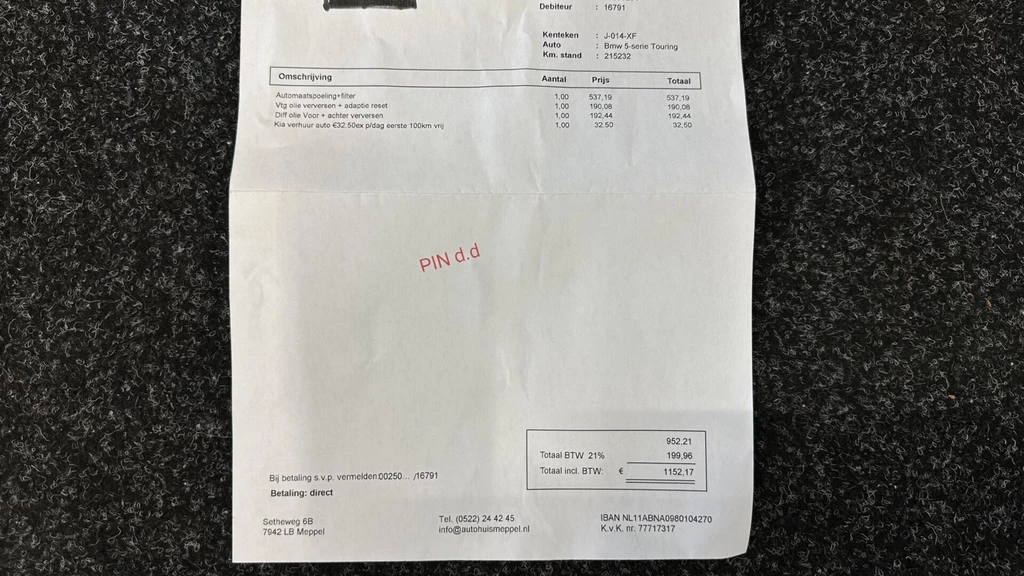 Debiteur : 16791
Kenteken : J-014-XF
Auto : Bmw 5-serie Touring
Km. stand : 215232
Omschrijving Aantal Prijs Totaal
Automaatspoeling+filter 1,00 537,19 537,19
Vtg olie verversen + adaptie reset 1,00 190,08 190,08
Diff olie Voor + achter verversen 1,00 192,44 192,44
Kia verhuur auto €32.50ex p/dag eerste 100km vrij 1,00 32,50 32,50
PIN d.d
952,21
Totaal BTW 21% 199,96
Totaal incl. BTW: € 1152,17
Bij betaling s.v.p. vermelden:00250... /16791
Betaling: direct
Setheweg 6B Tel. (0522) 24 42 45 IBAN NL11ABNA0980104270
7942 LB Meppel info@autohuismeppel.nl K.v.K. nr. 77717317